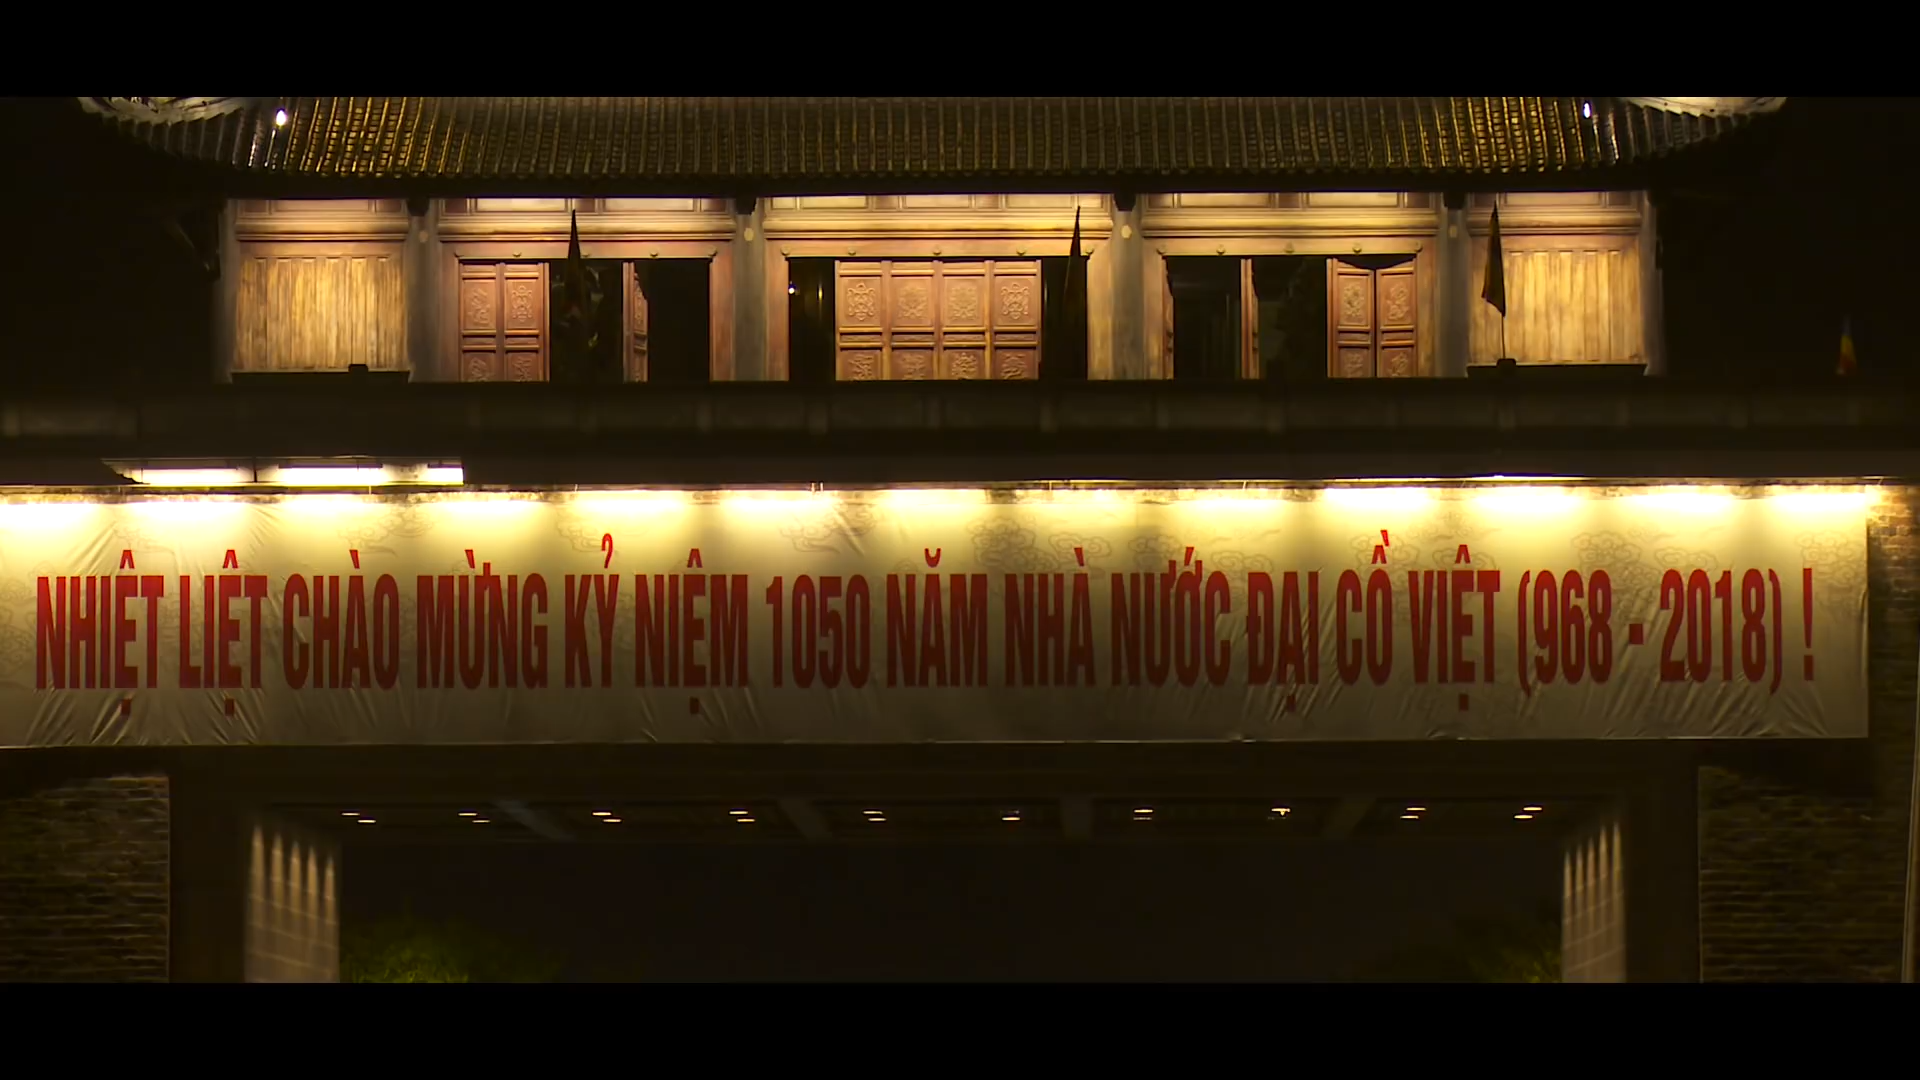 NHIỆT LIỆT CHÀO MỪNG KỶ NIỆM 1050 NĂM NHÀ NƯỚC ĐẠI CỒ VIỆT (968 - 2018) !